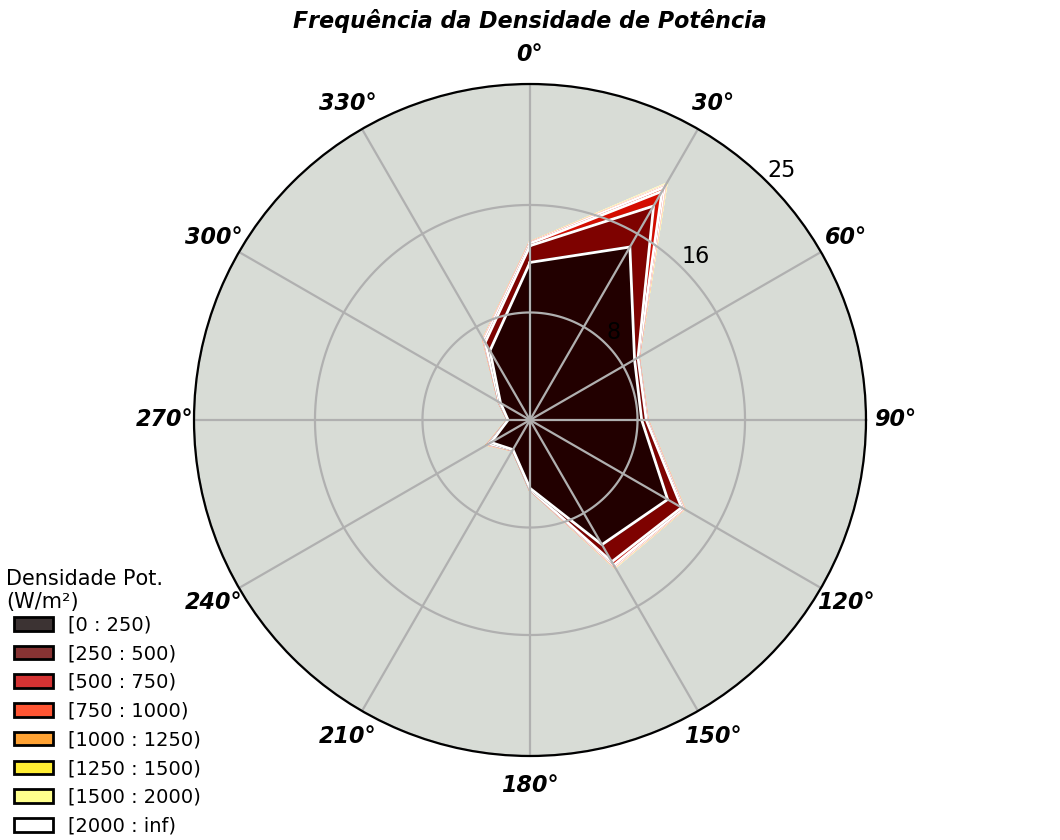 Frequência da Densidade de Potência
0°
30°
60°
90°
120°
150°
180°
210°
240°
270°
300°
330°
25
16
8
Densidade Pot.
(W/m²)
[0 : 250)
[250 : 500)
[500 : 750)
[750 : 1000)
[1000 : 1250)
[1250 : 1500)
[1500 : 2000)
[2000 : inf)